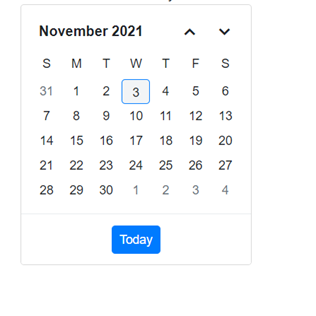 November 2021
S M T W T F S
31 1 2 3 4 5 6
7 8 9 10 11 12 13
14 15 16 17 18 19 20
21 22 23 24 25 26 27
28 29 30 1 2 3 4
Today